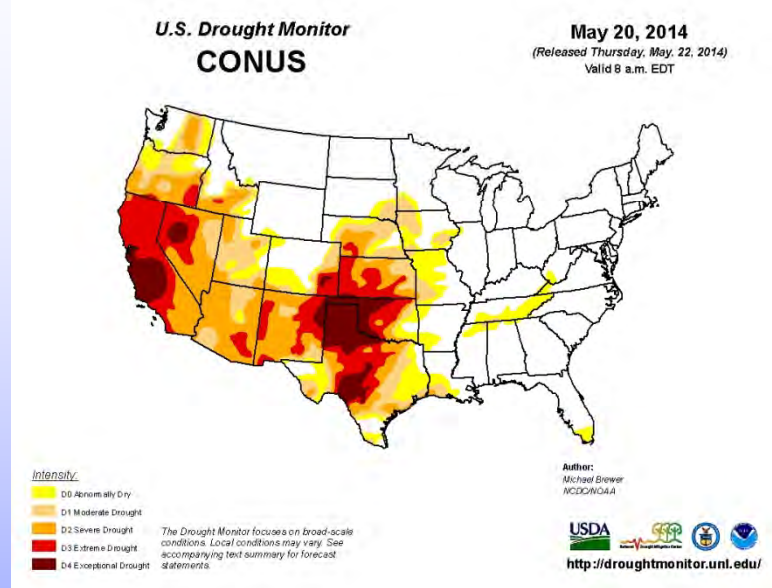 U.S. Drought Monitor
CONUS
May 20, 2014
(Released Thursday, May. 22, 2014)
Valid 8 a.m. EDT
Intensity:
D0 Abnormally Dry
D1 Moderate Drought
D2 Severe Drought
D3 Extreme Drought
D4 Exceptional Drought
The Drought Monitor focuses on broad-scale
conditions. Local conditions may vary. See
accompanying text summary for forecast
statements.
Author:
Michael Brewer
NCDC/NOAA
USDA
http://droughtmonitor.unl.edu/